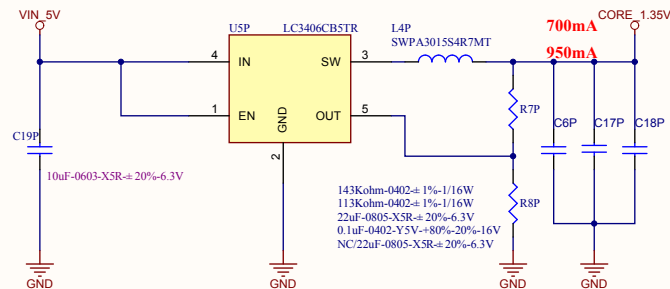 VIN_5V
U5P
LC3406CB5TR
L4P
SWPA3015S4R7MT
700mA
CORE_1.35V
950mA
4
IN
SW
3
1
EN
OUT
5
GND
2
R7P
C6P
C17P
C18P
C19P
10uF-0603-X5R-±20%-6.3V
143Kohm-0402-±1%-1/16W
113Kohm-0402-±1%-1/16W
22uF-0805-X5R-±20%-6.3V
0.1uF-0402-Y5V-+80%-20%-16V
NC/22uF-0805-X5R-±20%-6.3V
R8P
GND
GND
GND
GND